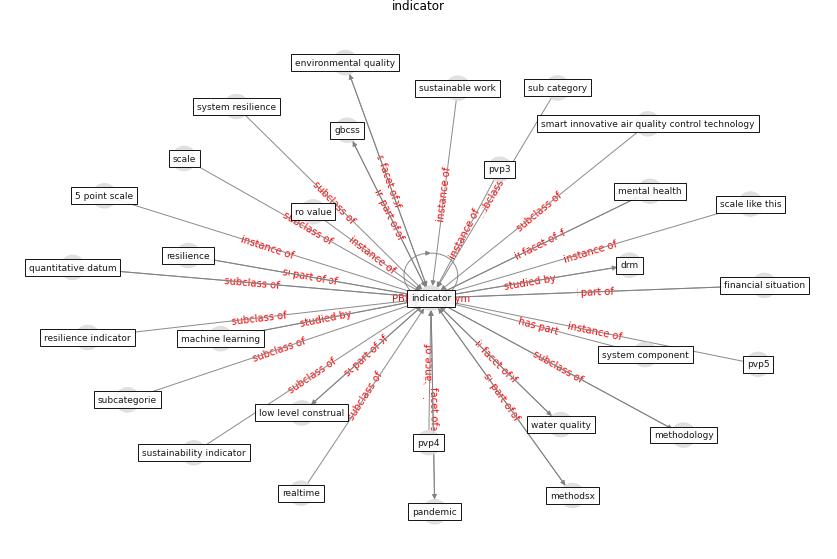 indicator
environmental quality
sustainable work
sub category
system resilience
gbcss
smart innovative air quality control technology
scale
pvp3
5 point scale
mental health
scale like this
ro value
resilience
drm
quantitative datum
financial situation
indicator
resilience indicator
machine learning
system component
pvp5
subcategorie
low level construal
water quality
methodology
sustainability indicator
pvp4
realtime
methodsx
pandemic
facet of
part of
instance of
subclass of
instance of
subclass of
subclass of
subclass of
instance of
facet of
instance of
instance of
part of
studied by
subclass of
part of
subclass of
studied by
has part
instance of
subclass of
subclass of
part of
subclass of
facet of
facet of
part of
subclass of